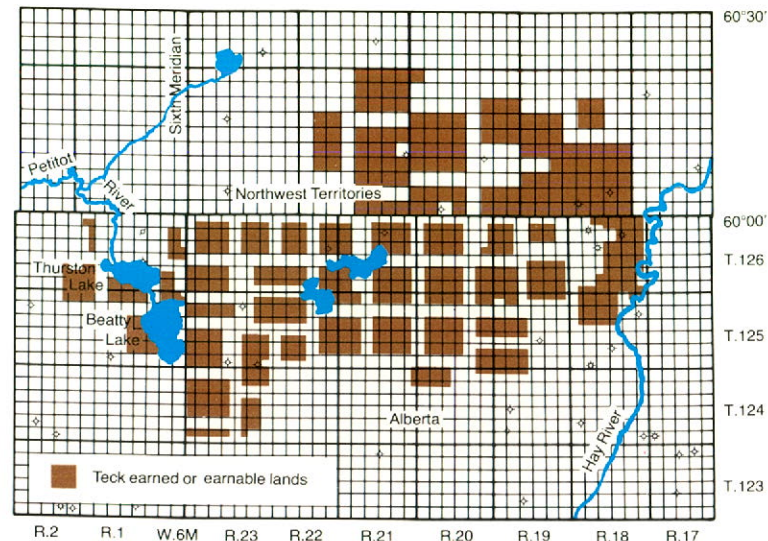 60°30'
Sixth Meridian
Petitot
River
Northwest Territories
60°00'
Thurston
Lake
T.126
Beatty
Lake
T.125
Alberta
T.124
Hay River
Teck earned or earnable lands
T.123
R.2 R.1 W.6M R.23 R.22 R.21 R.20 R.19 R.18 R.17